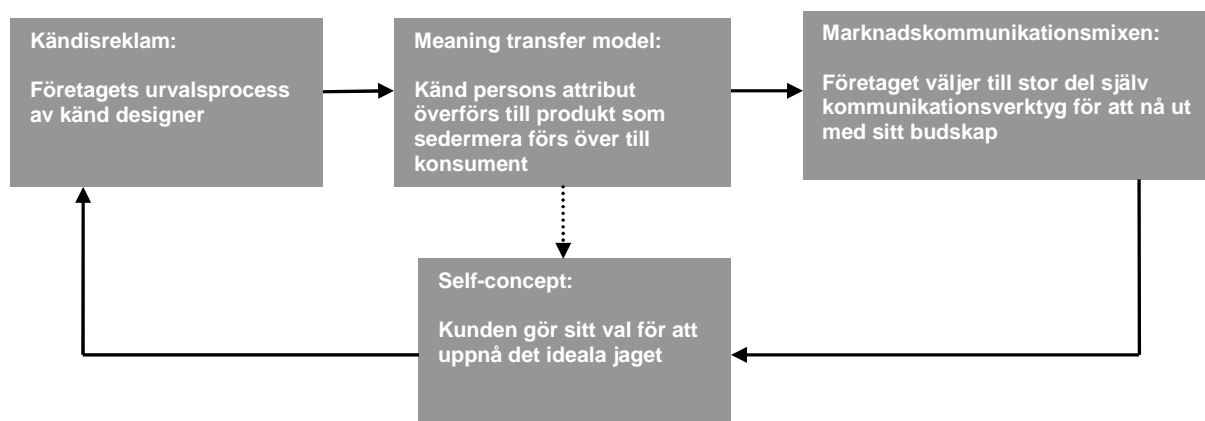 Kändisreklam:
Företagets urvalsprocess
av känd designer
Meaning transfer model:
Känd persons attribut
överförs till produkt som
sedermera förs över till
konsument
Marknadskommunikationsmixen:
Företaget väljer till stor del själv
kommunikationsverktyg för att nå ut
med sitt budskap
Self-concept:
Kunden gör sitt val för att
uppnå det ideala jaget